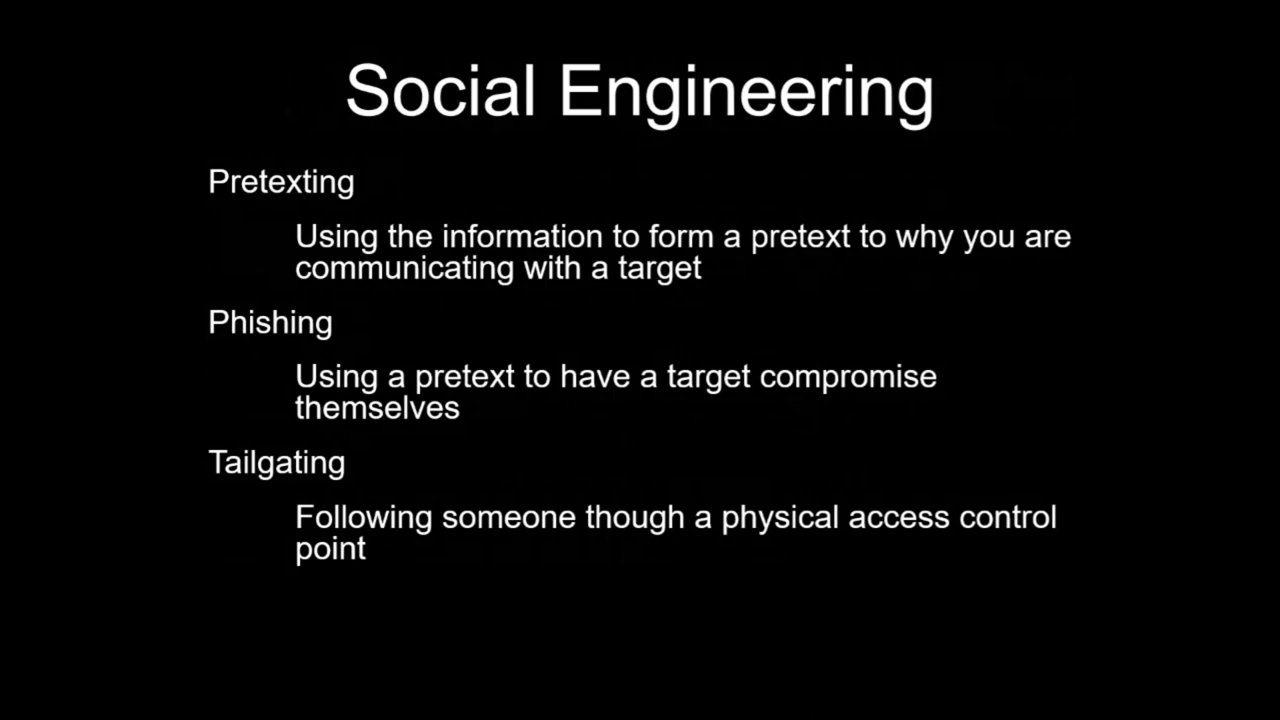 Social Engineering
Pretexting
Using the information to form a pretext to why you are
communicating with a target
Phishing
Using a pretext to have a target compromise
themselves
Tailgating
Following someone though a physical access control
point